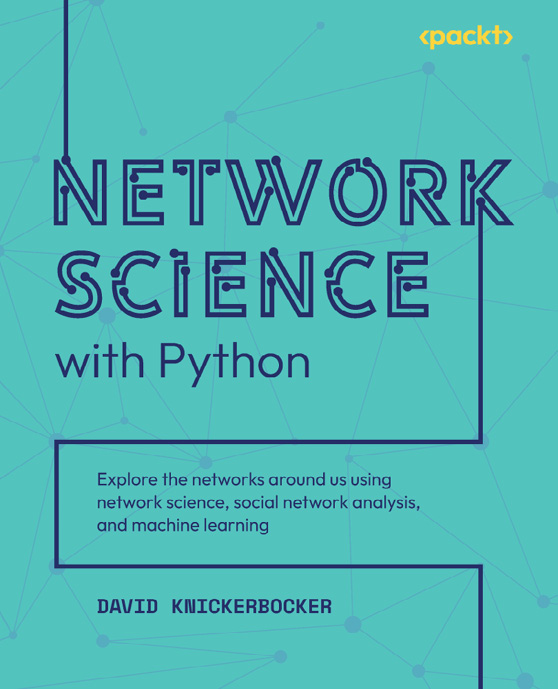 <packt>
NETWORK
SCIENCE
with Python
Explore the networks around us using
network science, social network analysis,
and machine learning
DAVID KNICKERBOCKER